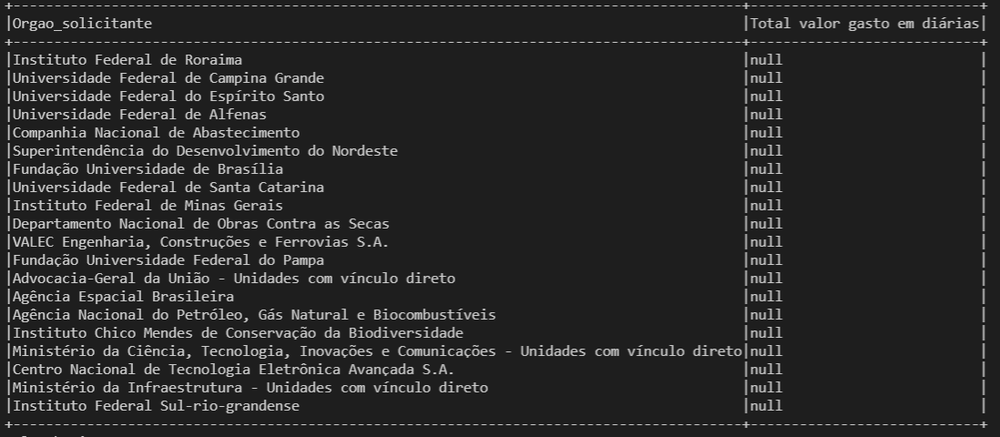 +--------------------------------------------------------------------------------+----------------------------+
|Orgao_solicitante |Total valor gasto em diárias|
+--------------------------------------------------------------------------------+----------------------------+
|Instituto Federal de Roraima |null |
|Universidade Federal de Campina Grande |null |
|Universidade Federal do Espírito Santo |null |
|Universidade Federal de Alfenas |null |
|Companhia Nacional de Abastecimento |null |
|Superintendência do Desenvolvimento do Nordeste |null |
|Fundação Universidade de Brasília |null |
|Universidade Federal de Santa Catarina |null |
|Instituto Federal de Minas Gerais |null |
|Departamento Nacional de Obras Contra as Secas |null |
|VALEC Engenharia, Construções e Ferrovias S.A. |null |
|Fundação Universidade Federal do Pampa |null |
|Advocacia-Geral da União - Unidades com vínculo direto |null |
|Agência Espacial Brasileira |null |
|Agência Nacional do Petróleo, Gás Natural e Biocombustíveis |null |
|Instituto Chico Mendes de Conservação da Biodiversidade |null |
|Ministério da Ciência, Tecnologia, Inovações e Comunicações - Unidades com vínculo direto|null |
|Centro Nacional de Tecnologia Eletrônica Avançada S.A. |null |
|Ministério da Infraestrutura - Unidades com vínculo direto |null |
|Instituto Federal Sul-rio-grandense |null |
+--------------------------------------------------------------------------------+----------------------------+